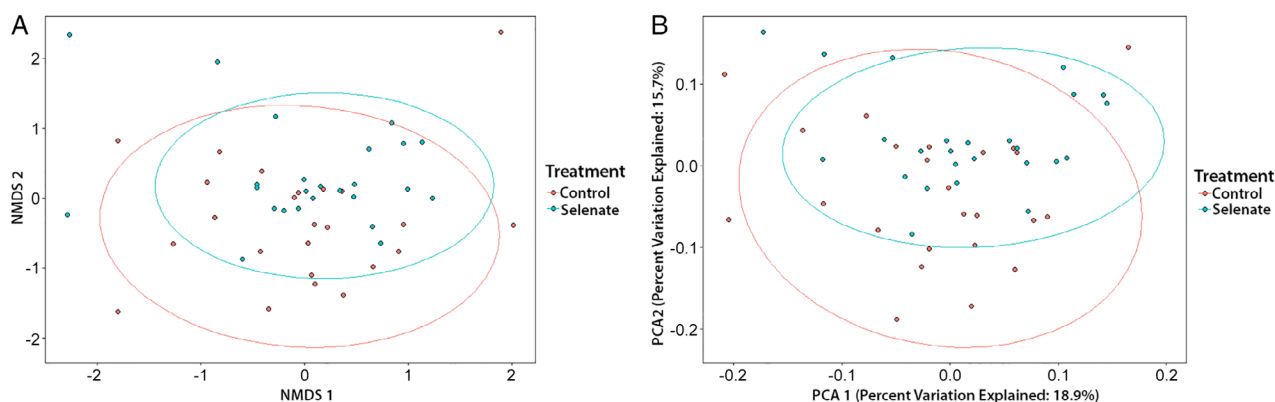 A
NMDS 2
2
1
0
-1
-2
-2
-1
0
1
2
NMDS 1
Treatment
Control
Selenate
B
PCA2 (Percent Variation Explained: 15.7%)
0.1
0.0
-0.1
-0.2
-0.2
-0.1
0.0
0.1
0.2
PCA 1 (Percent Variation Explained: 18.9%)
Treatment
Control
Selenate